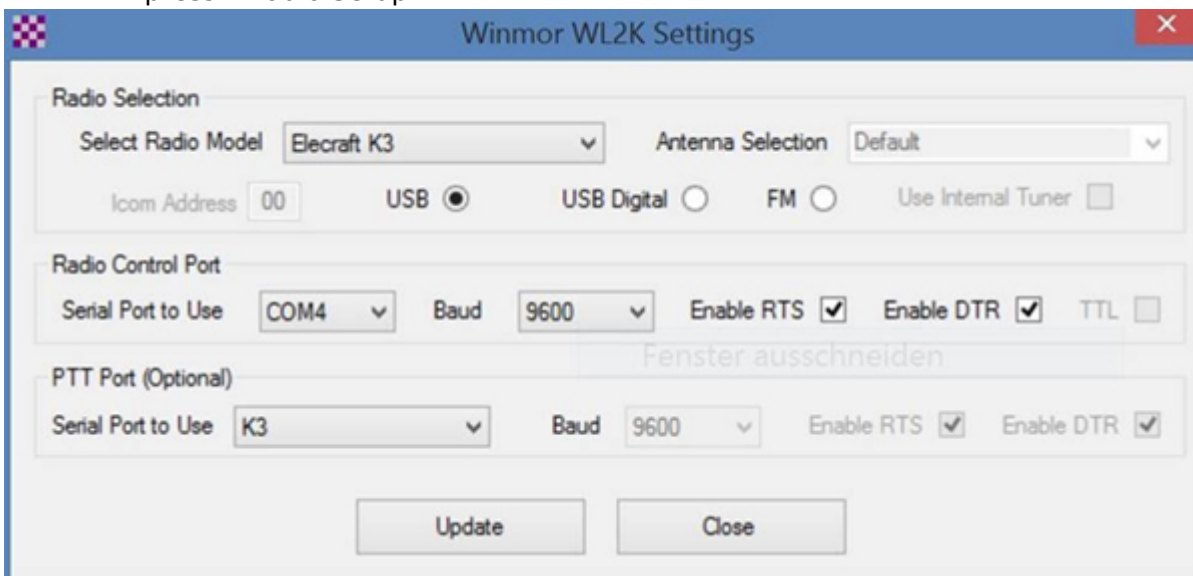 Winmor WL2K Settings
Radio Selection
Select Radio Model Elecraft K3 Antenna Selection Default
Icom Address 00 USB USB Digital FM Use Internal Tuner
Radio Control Port
Serial Port to Use COM4 Baud 9600 Enable RTS Enable DTR TTL
Fenster ausschneiden
PTT Port (Optional)
Serial Port to Use K3 Baud 9600 Enable RTS Enable DTR
Update Close